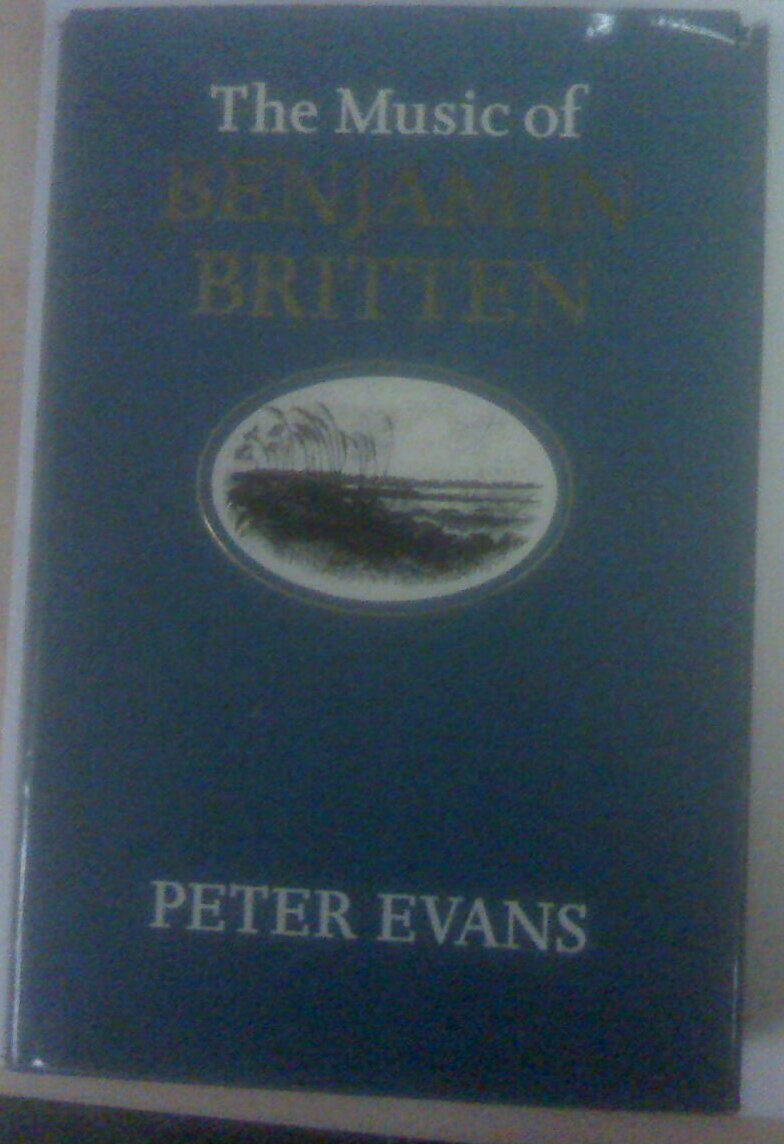 The Music of
BENJAMIN
BRITTEN
PETER EVANS